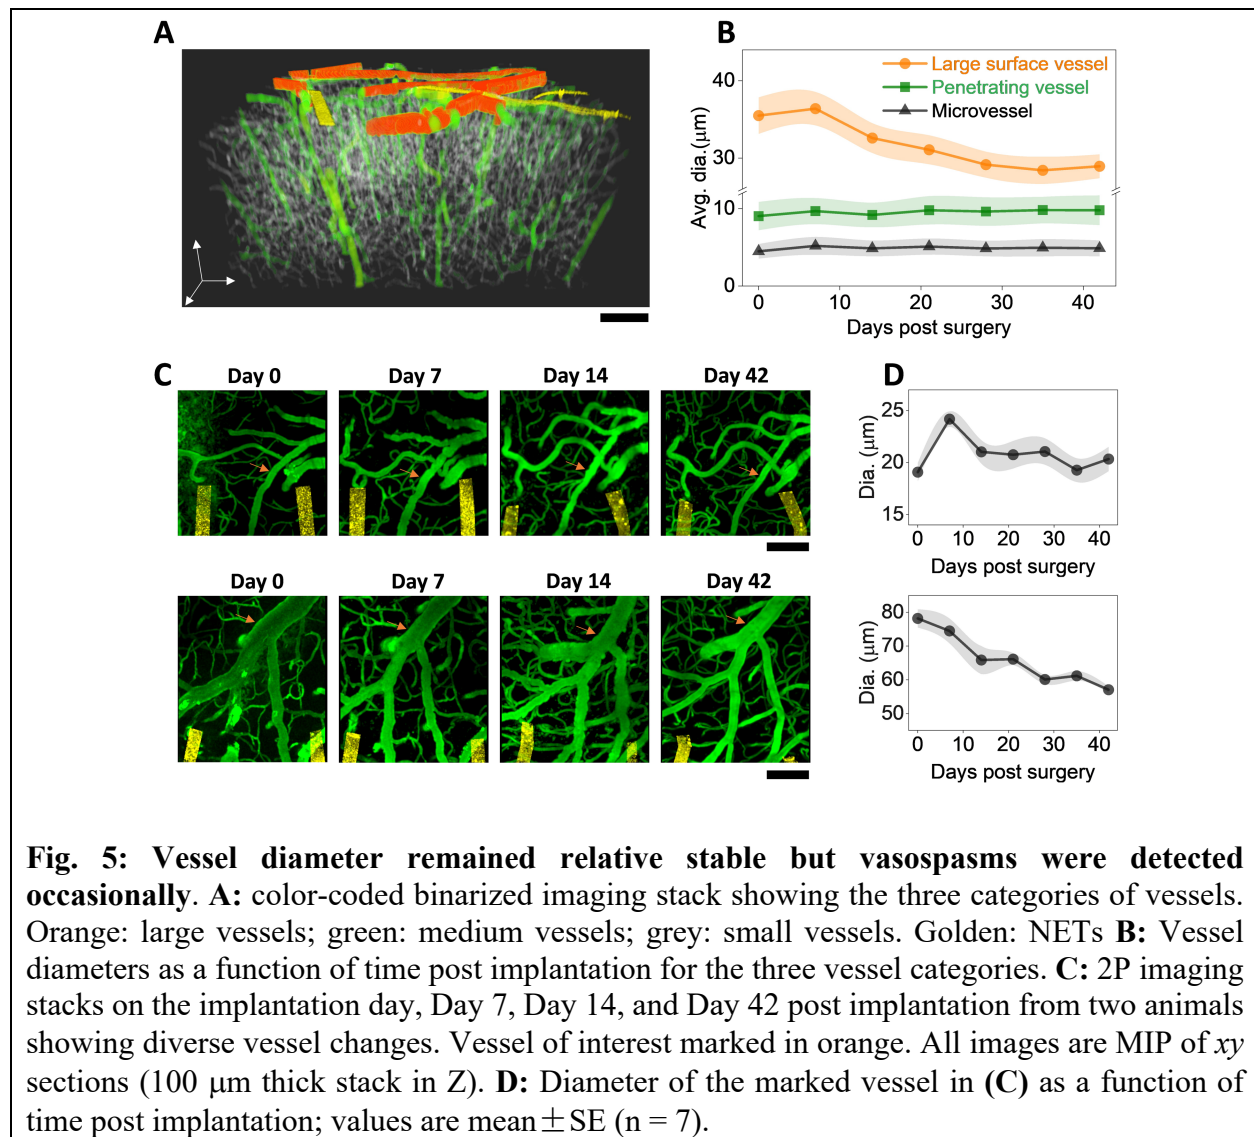 A
B
Large surface vessel
Penetrating vessel
Microvessel
Avg. dia.(μm)
40
30
10
0
0 10 20 30 40
Days post surgery
C
Day 0 Day 7 Day 14 Day 42
Day 0 Day 7 Day 14 Day 42
D
Dia. (μm)
25
20
15
0 10 20 30 40
Days post surgery
Dia. (μm)
80
70
60
50
0 10 20 30 40
Days post surgery
Fig. 5: Vessel diameter remained relative stable but vasospasms were detected
occasionally. A: color-coded binarized imaging stack showing the three categories of vessels.
Orange: large vessels; green: medium vessels; grey: small vessels. Golden: NETs B: Vessel
diameters as a function of time post implantation for the three vessel categories. C: 2P imaging
stacks on the implantation day, Day 7, Day 14, and Day 42 post implantation from two animals
showing diverse vessel changes. Vessel of interest marked in orange. All images are MIP of xy
sections (100 μm thick stack in Z). D: Diameter of the marked vessel in (C) as a function of
time post implantation; values are mean±SE (n = 7).